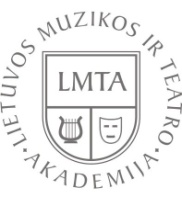 · LIETUVOS MUZIKOS IR TEATRO · AKADEMIJA
LMTA